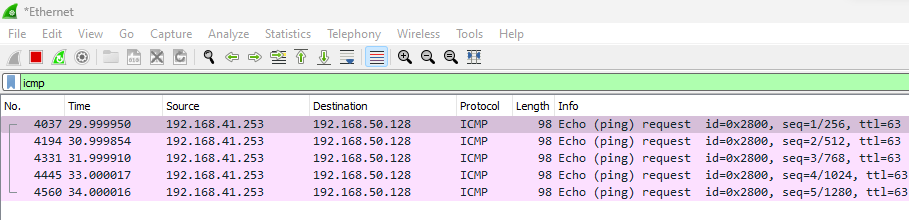 *Ethernet
File Edit View Go Capture Analyze Statistics Telephony Wireless Tools Help
icmp
No. Time Source Destination Protocol Length Info
4037 29.999950 192.168.41.253 192.168.50.128 ICMP 98 Echo (ping) request id=0x2800, seq=1/256, ttl=63
4194 30.999854 192.168.41.253 192.168.50.128 ICMP 98 Echo (ping) request id=0x2800, seq=2/512, ttl=63
4331 31.999910 192.168.41.253 192.168.50.128 ICMP 98 Echo (ping) request id=0x2800, seq=3/768, ttl=63
4445 33.000017 192.168.41.253 192.168.50.128 ICMP 98 Echo (ping) request id=0x2800, seq=4/1024, ttl=63
4560 34.000016 192.168.41.253 192.168.50.128 ICMP 98 Echo (ping) request id=0x2800, seq=5/1280, ttl=63